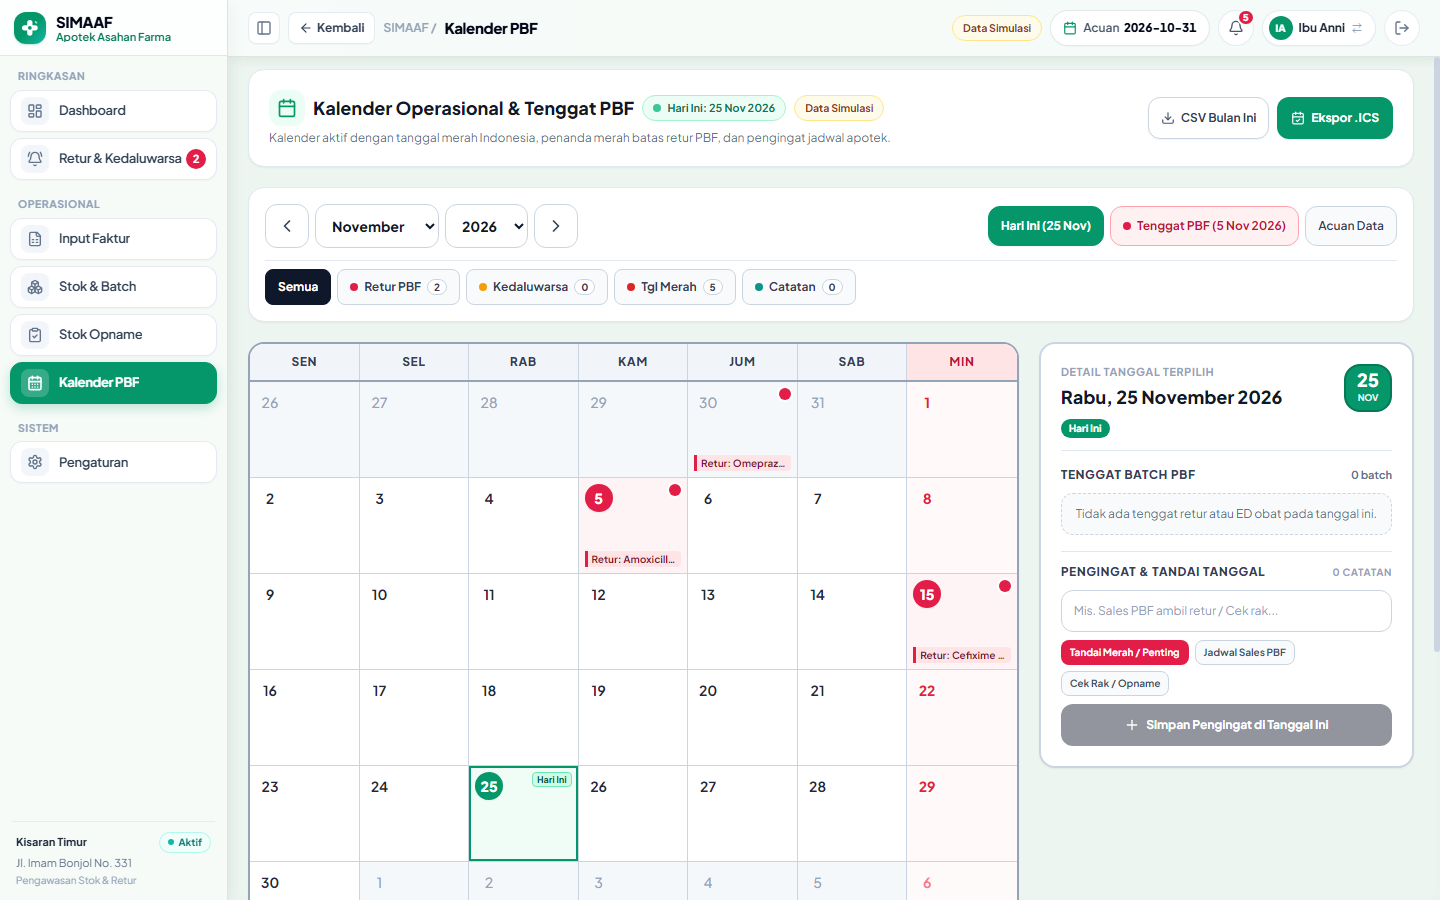 SIMAAF
Apotek Asahan Farma
RINGKASAN
Dashboard
Retur & Kedaluwarsa 2
OPERASIONAL
Input Faktur
Stok & Batch
Stok Opname
Kalender PBF
SISTEM
Pengaturan
Kisaran Timur Aktif
Jl. Imam Bonjol No. 331
Pengawasan Stok & Retur
Kembali SIMAAF / Kalender PBF Data Simulasi Acuan 2026-10-31 5 IA Ibu Anni
Kalender Operasional & Tenggat PBF Hari Ini: 25 Nov 2026 Data Simulasi
Kalender aktif dengan tanggal merah Indonesia, penanda merah batas retur PBF, dan pengingat jadwal apotek.
CSV Bulan Ini Ekspor .ICS
November 2026 Hari Ini (25 Nov) Tenggat PBF (5 Nov 2026) Acuan Data
Semua Retur PBF 2 Kedaluwarsa 0 Tgl Merah 5 Catatan 0
SEN SEL RAB KAM JUM SAB MIN
26 27 28 29 30 31 1
Retur: Omepraz...
2 3 4 5 6 7 8
Retur: Amoxicill...
9 10 11 12 13 14 15
Retur: Cefixime ...
16 17 18 19 20 21 22
23 24 25 Hari Ini 26 27 28 29
30 1 2 3 4 5 6
DETAIL TANGGAL TERPILIH
Rabu, 25 November 2026
25
NOV
Hari Ini
TENGGAT BATCH PBF 0 batch
Tidak ada tenggat retur atau ED obat pada tanggal ini.
PENGINGAT & TANDAI TANGGAL 0 CATATAN
Mis. Sales PBF ambil retur / Cek rak...
Tandai Merah / Penting Jadwal Sales PBF
Cek Rak / Opname
Simpan Pengingat di Tanggal Ini